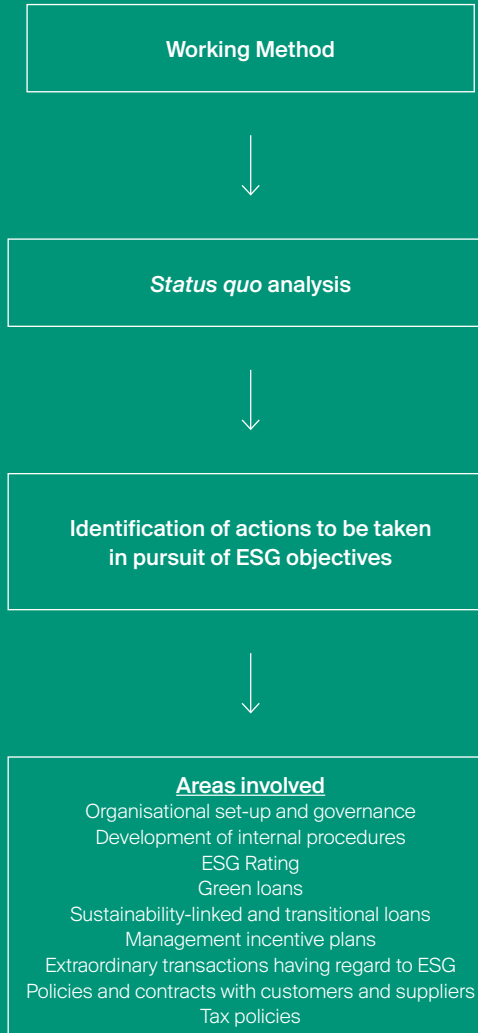 Working Method
Status quo analysis
Identification of actions to be taken
in pursuit of ESG objectives
Areas involved
Organisational set-up and governance
Development of internal procedures
ESG Rating
Green loans
Sustainability-linked and transitional loans
Management incentive plans
Extraordinary transactions having regard to ESG
Policies and contracts with customers and suppliers
Tax policies